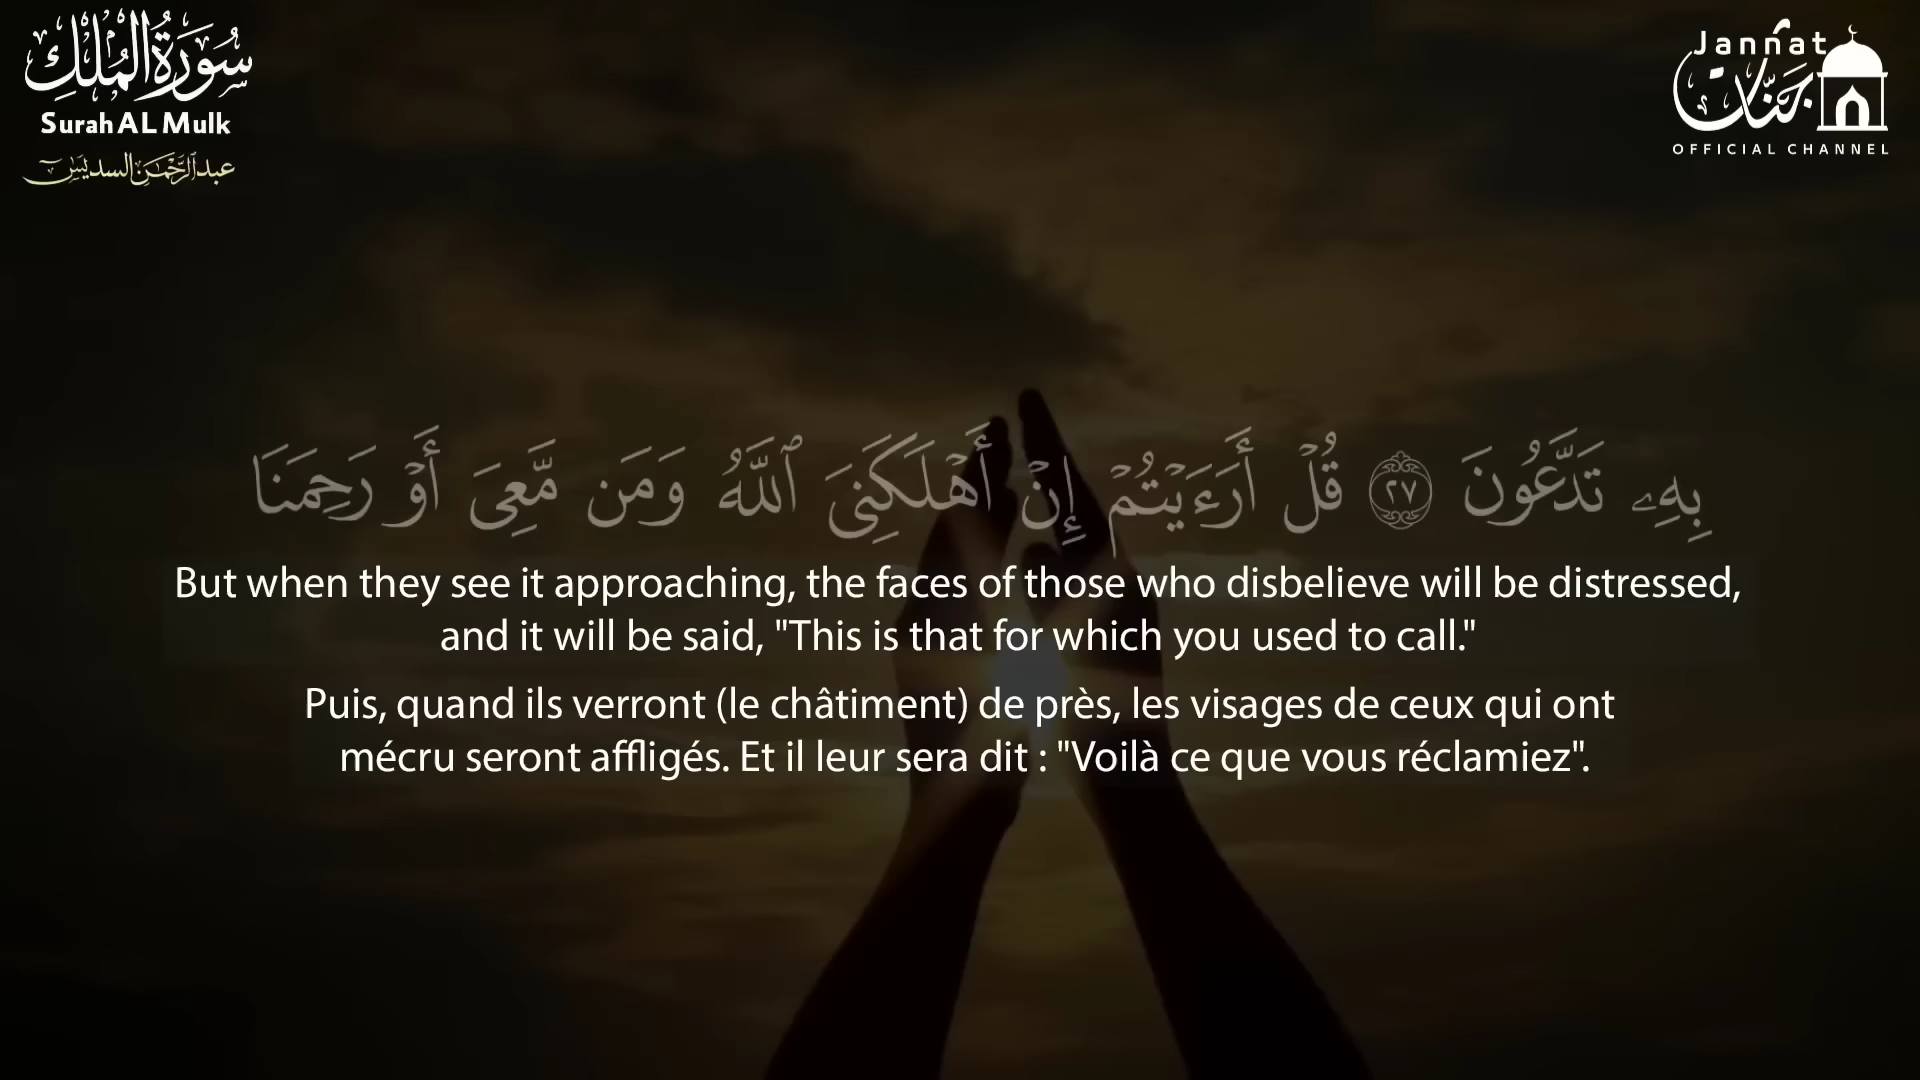 سُورَةُ المُلْكِ
Surah AL Mulk
عبد الرَّحْمَن السديس
Jannat
جَنَّات
OFFICIAL CHANNEL
بِهِۦ تَدَّعُونَ ٢٧ قُلْ أَرَءَيْتُمْ إِنْ أَهْلَكَنِىَ ٱللَّهُ وَمَن مَّعِىَ أَوْ رَحِمَنَا
But when they see it approaching, the faces of those who disbelieve will be distressed,
and it will be said, "This is that for which you used to call."
Puis, quand ils verront (le châtiment) de près, les visages de ceux qui ont
mécru seront affligés. Et il leur sera dit : "Voilà ce que vous réclamiez".